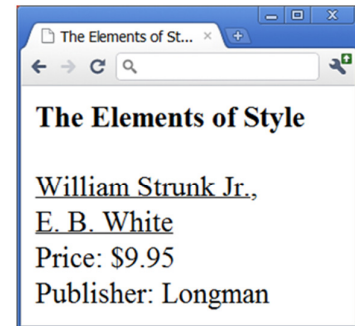 The Elements of St...
The Elements of Style
William Strunk Jr.,
E. B. White
Price: $9.95
Publisher: Longman